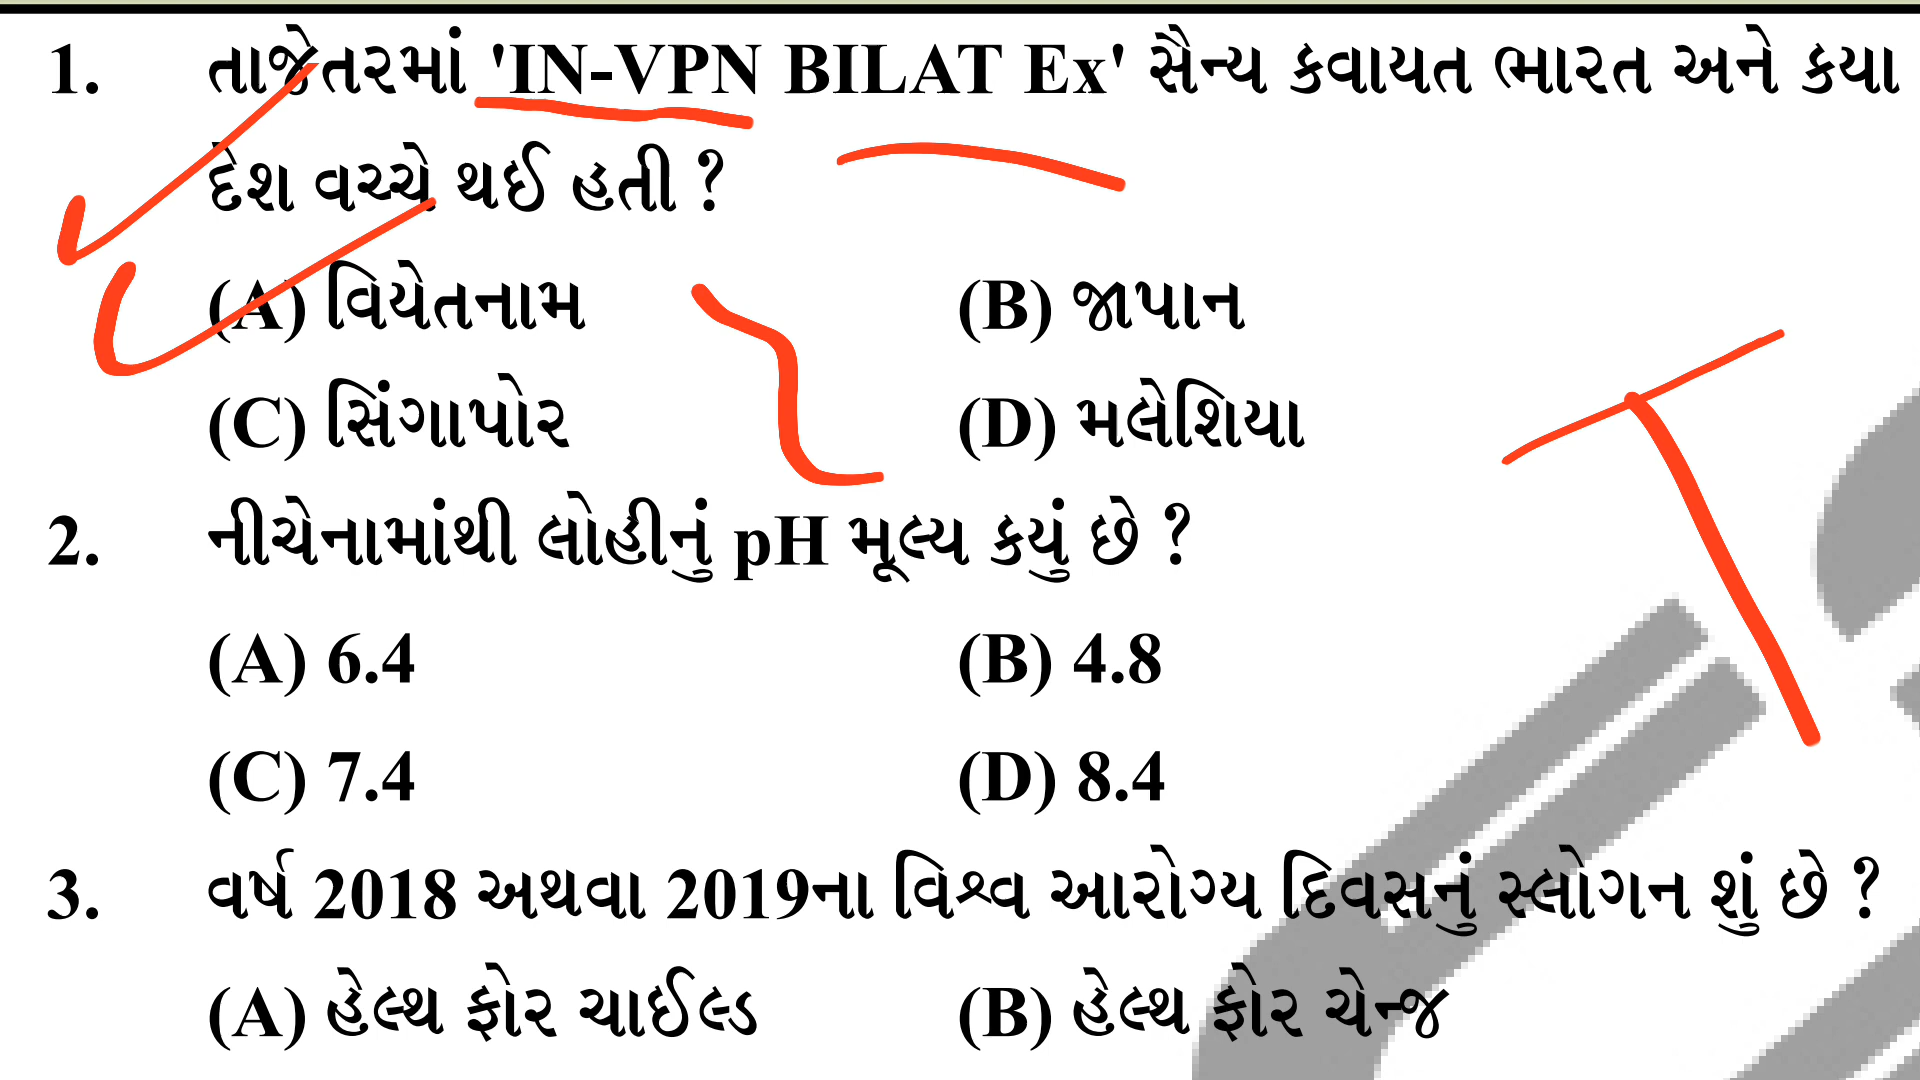 1. તાજેતરમાં 'IN-VPN BILAT Ex' સૈન્ય કવાયત ભારત અને કયા
દેશ વચ્ચે થઈ હતી ?
(A) વિયેતનામ (B) જાપાન
(C) સિંગાપોર (D) મલેશિયા
2. નીચેનામાંથી લોહીનું pH મૂલ્ય કયું છે ?
(A) 6.4 (B) 4.8
(C) 7.4 (D) 8.4
3. વર્ષ 2018 અથવા 2019ના વિશ્વ આરોગ્ય દિવસનું સ્લોગન શું છે ?
(A) હેલ્થ ફોર ચાઈલ્ડ (B) હેલ્થ ફોર ચેન્જ